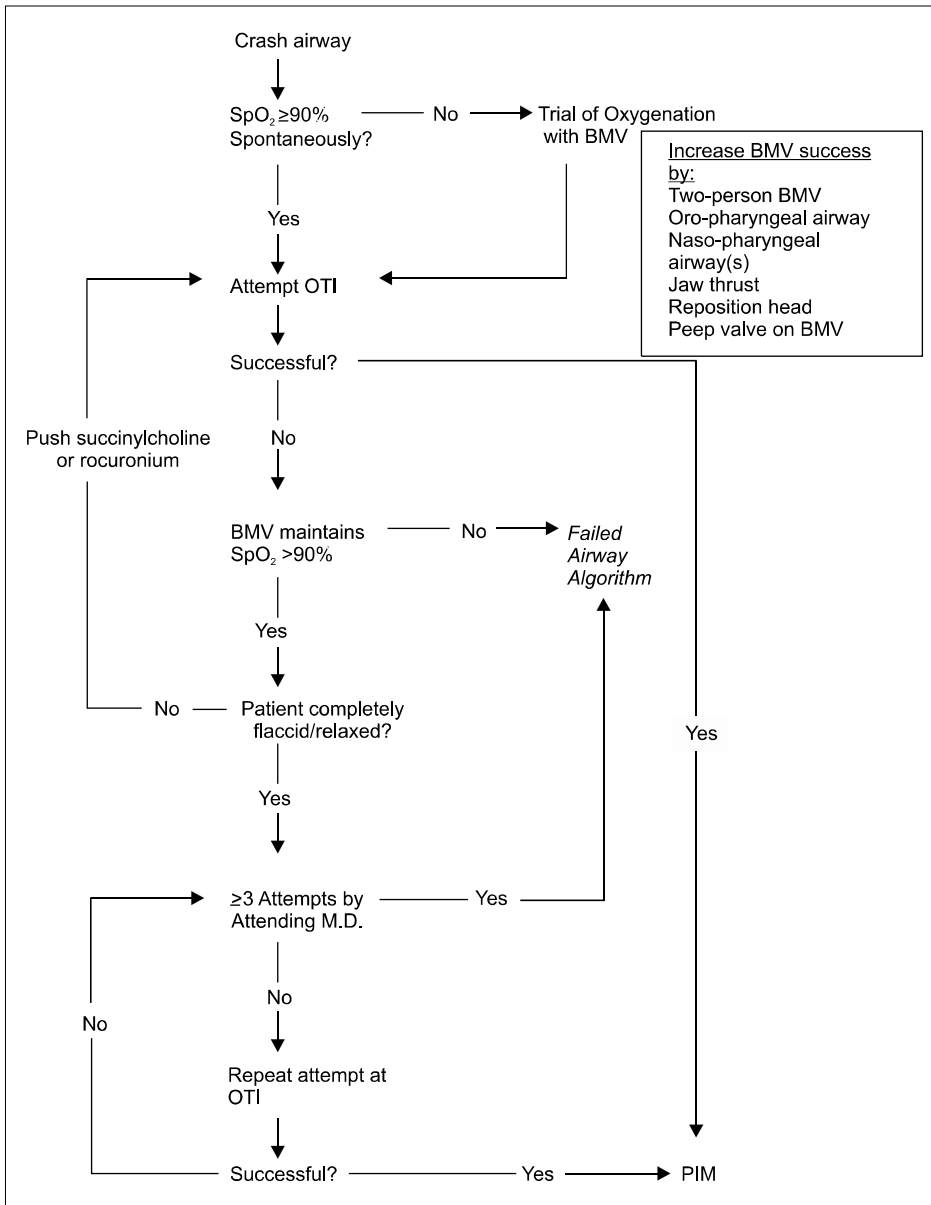 Crash airway
SpO₂ ≥90%
Spontaneously?
No
Trial of Oxygenation
with BMV
Increase BMV success
by:
Two-person BMV
Oro-pharyngeal airway
Naso-pharyngeal
airway(s)
Jaw thrust
Reposition head
Peep valve on BMV
Yes
Attempt OTI
Successful?
Push succinylcholine
or rocuronium
No
BMV maintains
SpO₂ >90%
No
Failed
Airway
Algorithm
Yes
No
Patient completely
flaccid/relaxed?
Yes
Yes
≥3 Attempts by
Attending M.D.
Yes
No
No
Repeat attempt at
OTI
Successful?
Yes
PIM